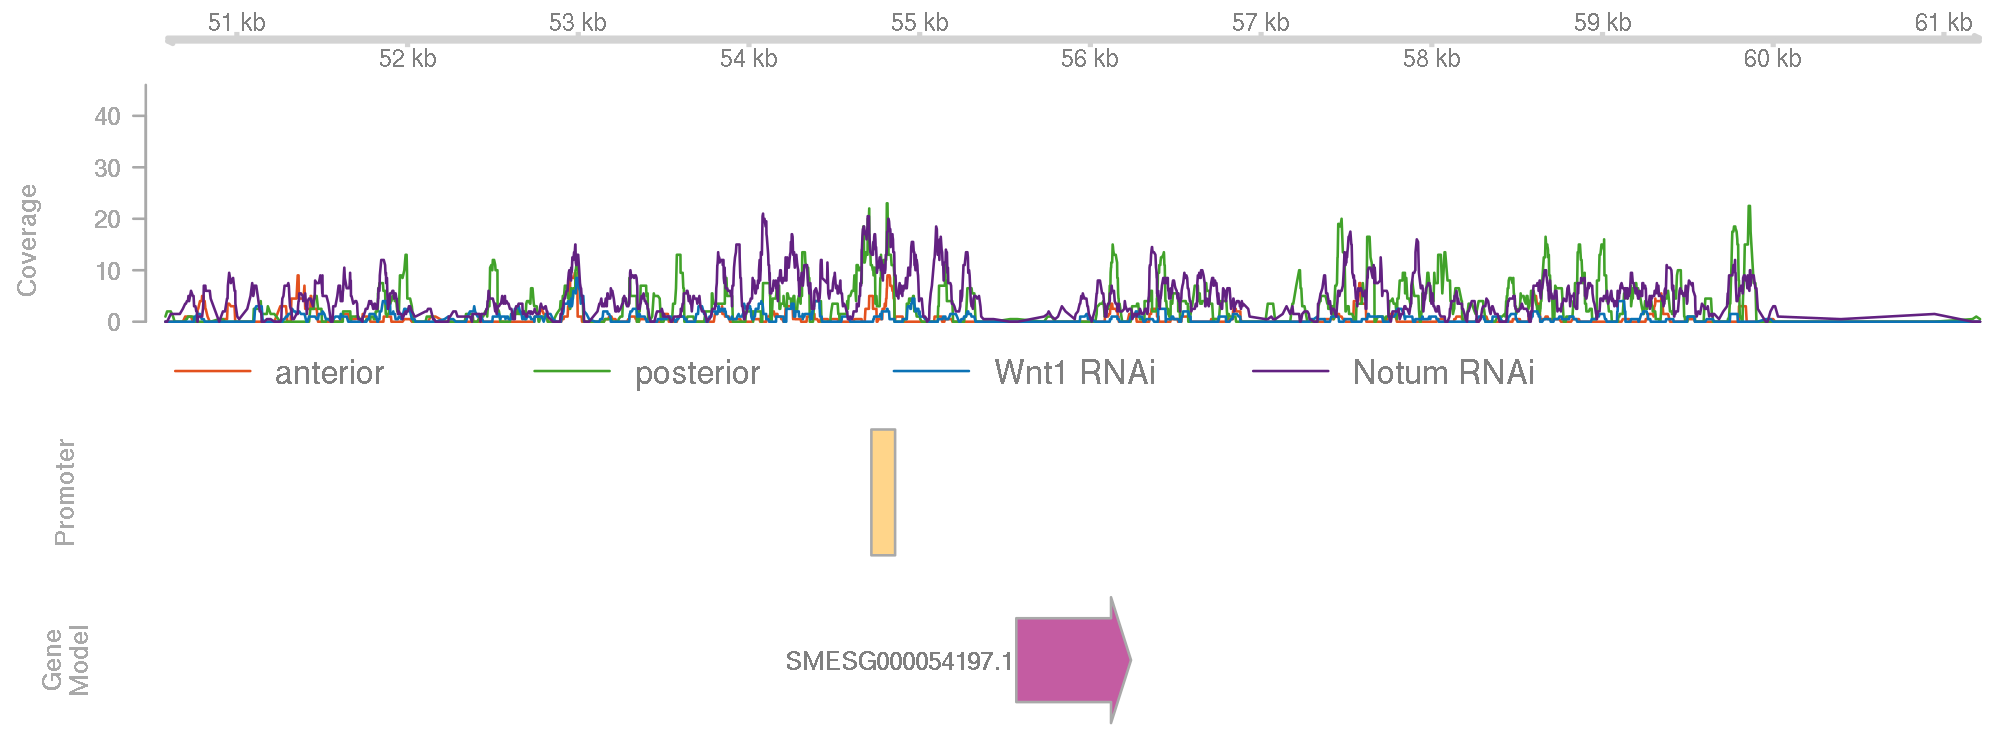 51 kb 53 kb 55 kb 57 kb 59 kb 61 kb
52 kb 54 kb 56 kb 58 kb 60 kb
Coverage
40
30
20
10
0
anterior posterior Wnt1 RNAi Notum RNAi
Promoter
Gene
Model
SMESG000054197.1